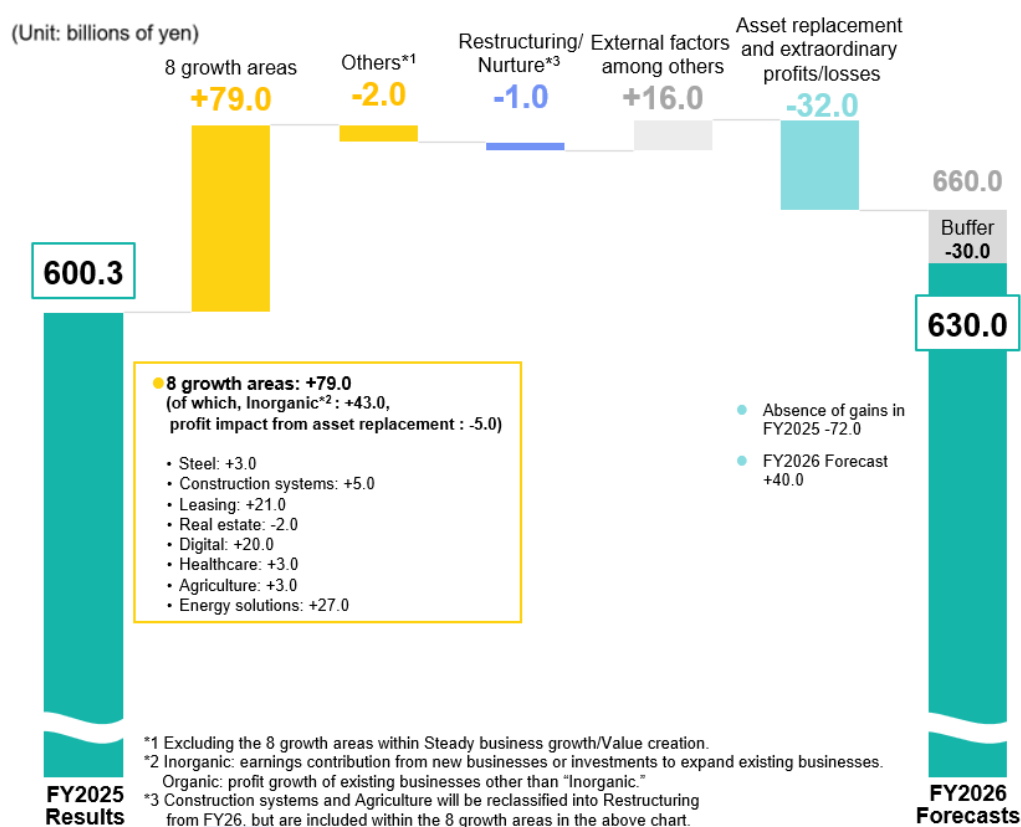 (Unit: billions of yen)
8 growth areas
+79.0
Others*1
-2.0
Restructuring/
Nurture*3
-1.0
External factors
among others
+16.0
Asset replacement
and extraordinary
profits/losses
-32.0
660.0
Buffer
-30.0
600.3
630.0
●8 growth areas: +79.0
(of which, Inorganic*2 : +43.0,
profit impact from asset replacement : -5.0)
• Steel: +3.0
• Construction systems: +5.0
• Leasing: +21.0
• Real estate: -2.0
• Digital: +20.0
• Healthcare: +3.0
• Agriculture: +3.0
• Energy solutions: +27.0
● Absence of gains in
FY2025 -72.0
● FY2026 Forecast
+40.0
*1 Excluding the 8 growth areas within Steady business growth/Value creation.
*2 Inorganic: earnings contribution from new businesses or investments to expand existing businesses.
Organic: profit growth of existing businesses other than “Inorganic.”
*3 Construction systems and Agriculture will be reclassified into Restructuring
from FY26, but are included within the 8 growth areas in the above chart.
FY2025
Results
FY2026
Forecasts